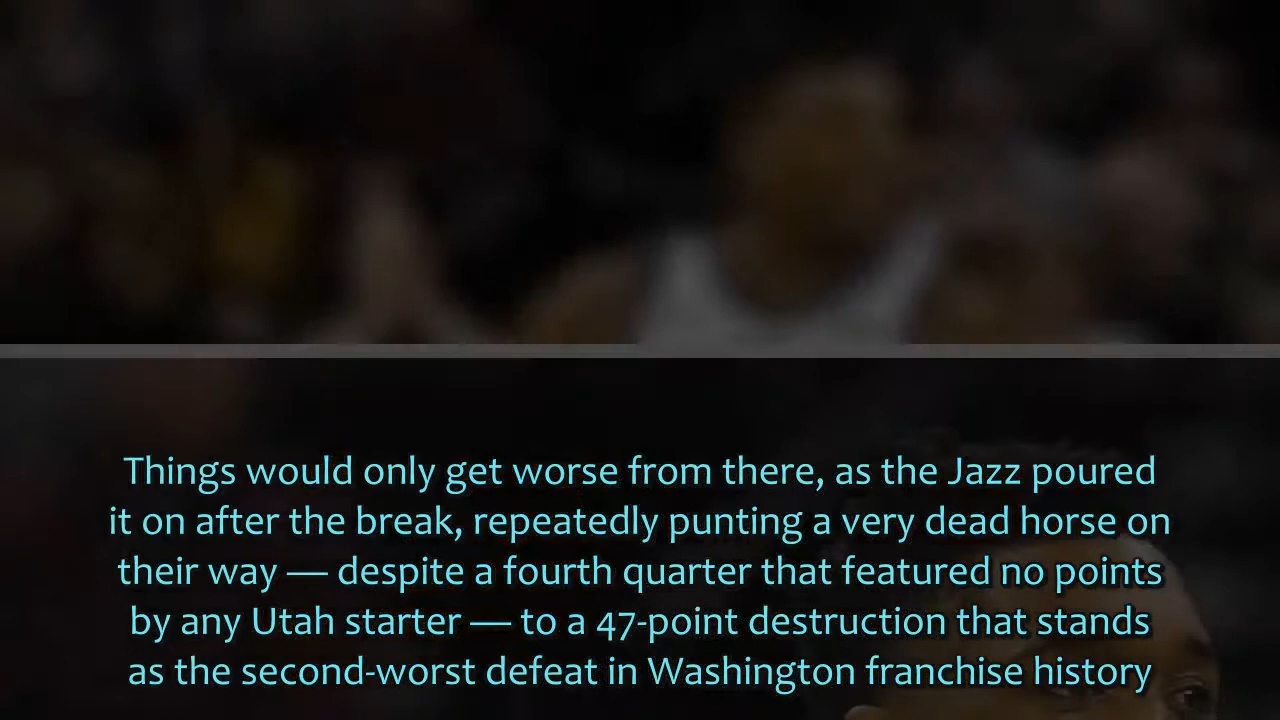 Things would only get worse from there, as the Jazz poured
it on after the break, repeatedly punting a very dead horse on
their way — despite a fourth quarter that featured no points
by any Utah starter — to a 47-point destruction that stands
as the second-worst defeat in Washington franchise history